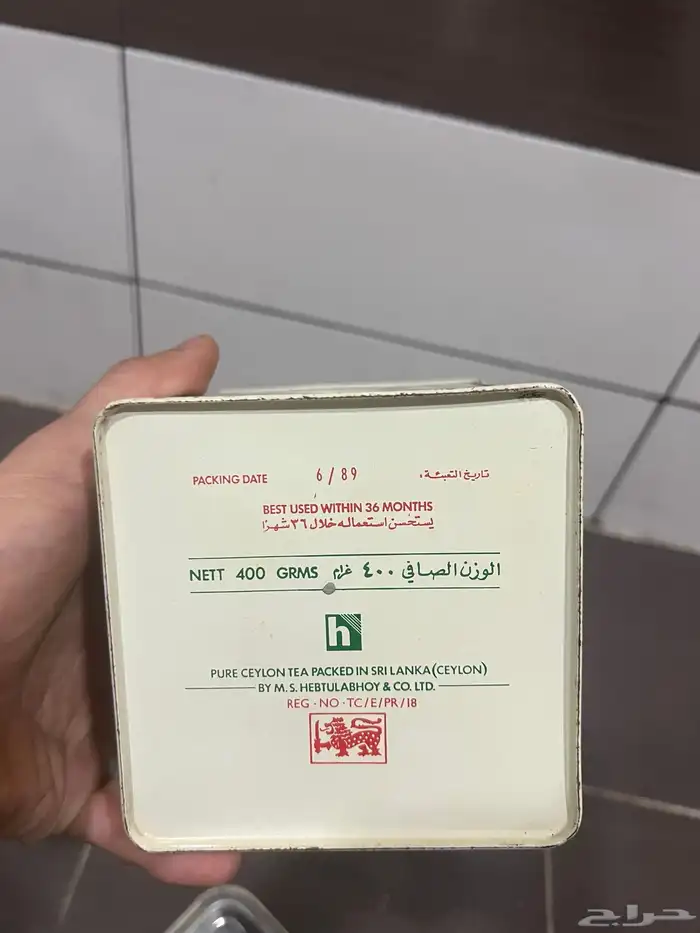 PACKING DATE 6/89 تاريخ التعبئة:
BEST USED WITHIN 36 MONTHS
يستحسن استعماله خلال ٣٦ شهرًا
NETT 400 GRMS الوزن الصافي ٤٠٠ غرام
h
PURE CEYLON TEA PACKED IN SRI LANKA (CEYLON)
BY M. S. HEBTULABHOY & CO. LTD.
REG · NO · TC/E/PR/18
حراج